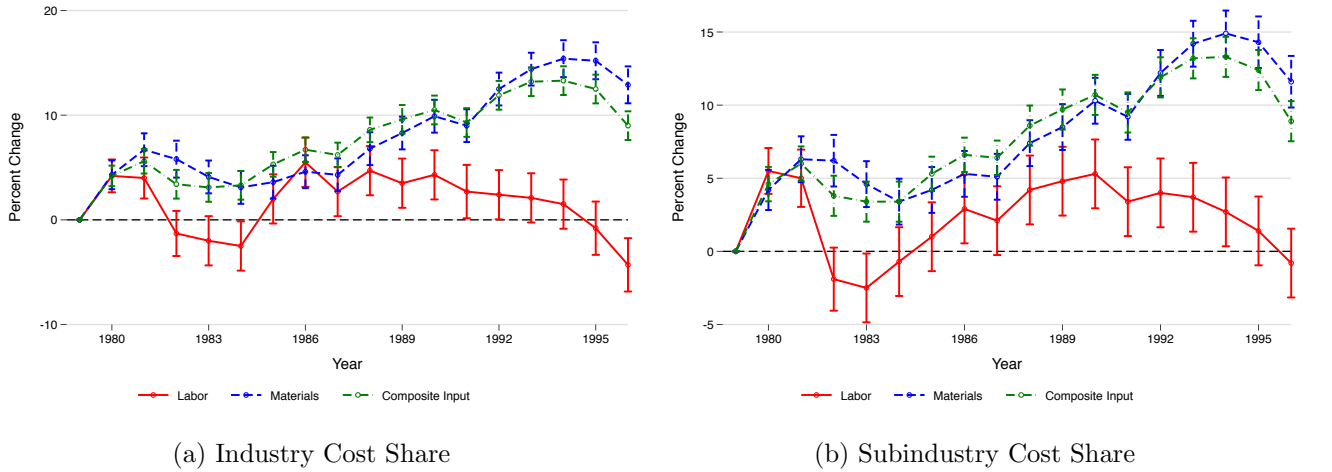 20
10
0
-10
Percent Change
1980 1983 1986 1989 1992 1995
Year
Labor Materials Composite Input
(a) Industry Cost Share
15
10
5
0
-5
Percent Change
1980 1983 1986 1989 1992 1995
Year
Labor Materials Composite Input
(b) Subindustry Cost Share